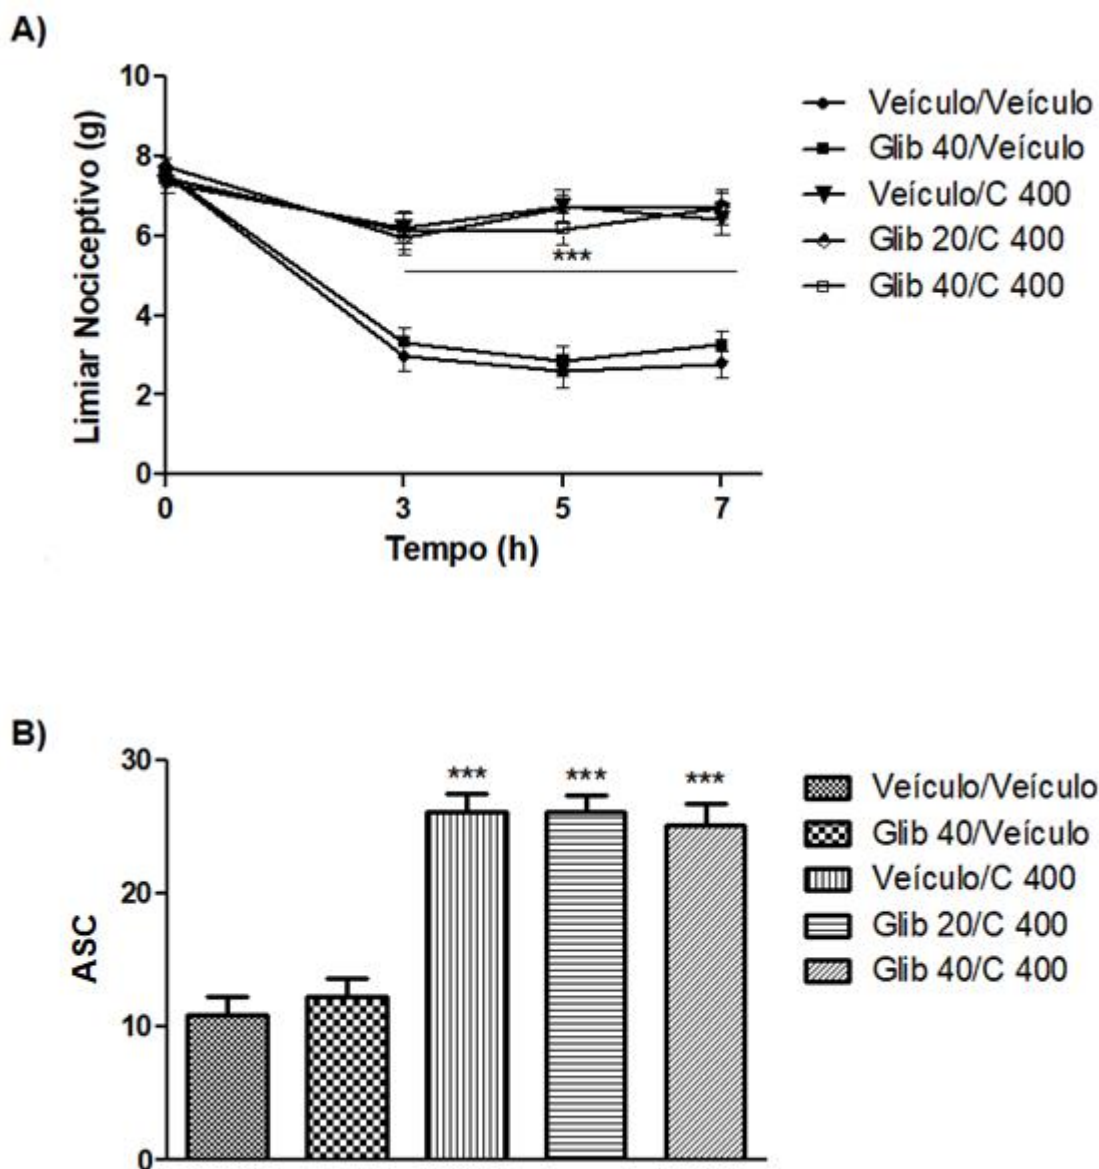 A)
10
8
6
4
2
0
Limiar Nociceptivo (g)
***
0 3 5 7
Tempo (h)
Veículo/Veículo
Glib 40/Veículo
Veículo/C 400
Glib 20/C 400
Glib 40/C 400
B)
30
20
10
0
ASC
*** *** ***
Veículo/Veículo
Glib 40/Veículo
Veículo/C 400
Glib 20/C 400
Glib 40/C 400